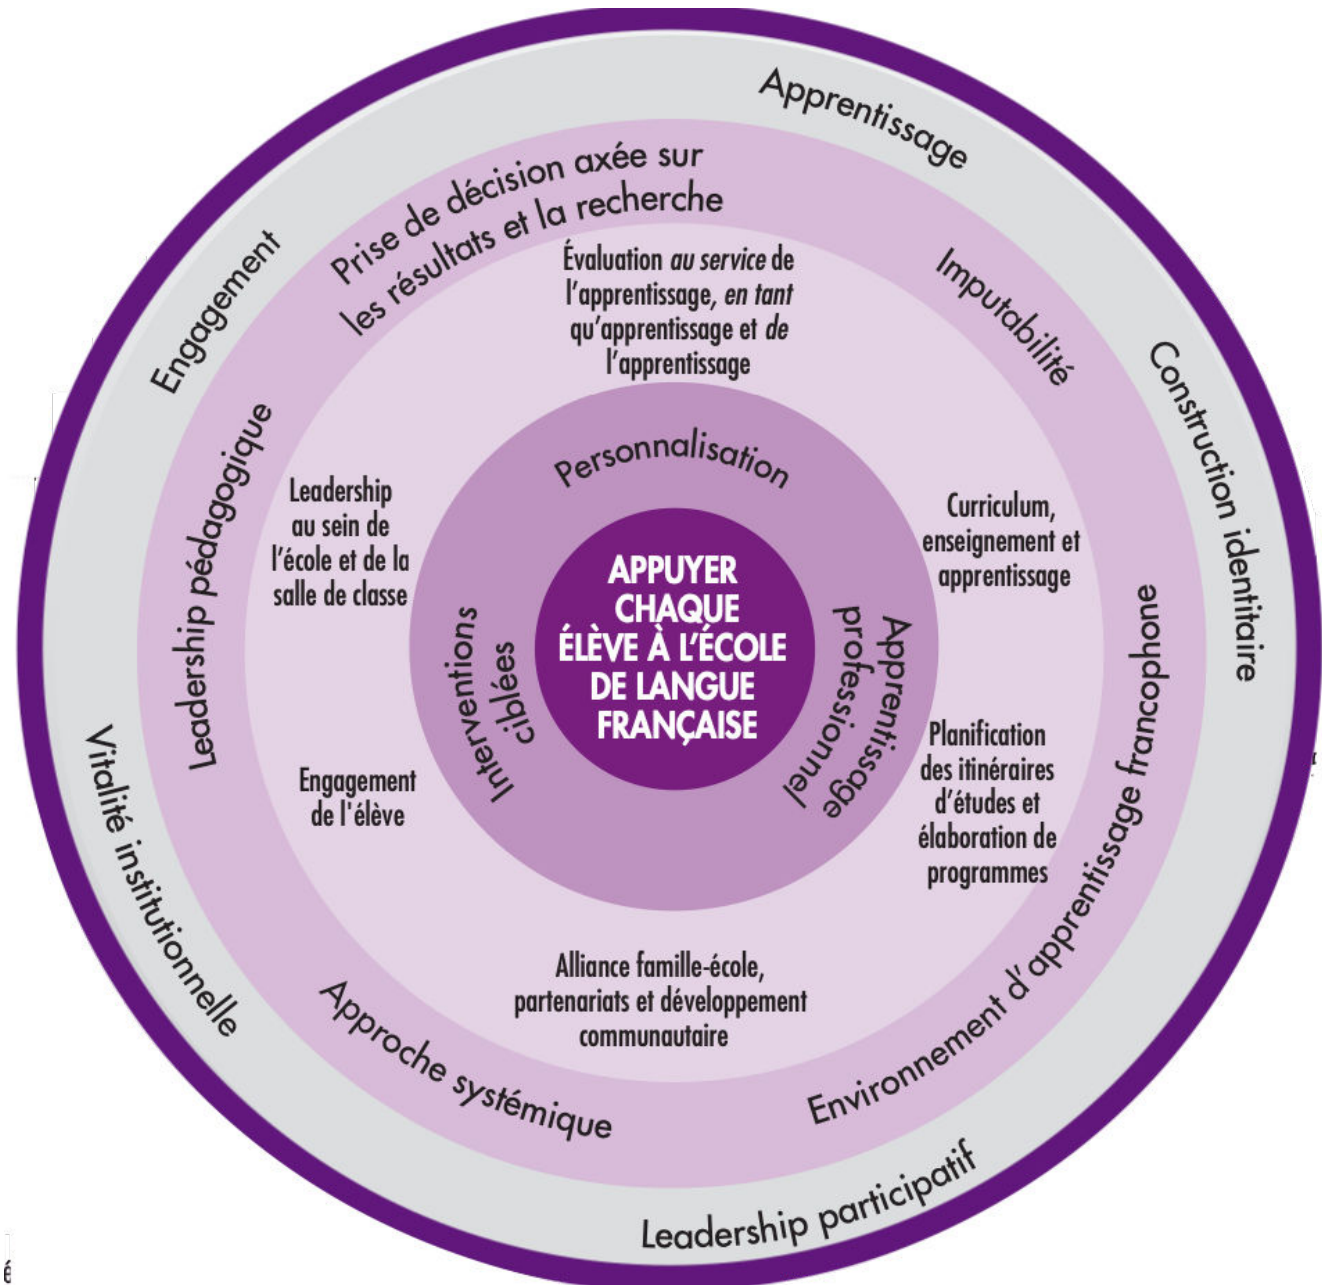 Apprentissage
Construction identitaire
Leadership participatif
Vitalité institutionnelle
Engagement
Prise de décision axée sur
les résultats et la recherche
Imputabilité
Environnement d'apprentissage francophone
Approche systémique
Leadership pédagogique
Évaluation au service de
l'apprentissage, en tant
qu'apprentissage et de
l'apprentissage
Curriculum,
enseignement et
apprentissage
Planification
des itinéraires
d'études et
élaboration de
programmes
Alliance famille-école,
partenariats et développement
communautaire
Engagement
de l'élève
Leadership
au sein de
l'école et de la
salle de classe
Personnalisation
Apprentissage
professionnel
Interventions
ciblées
APPUYER
CHAQUE
ÉLÈVE À L'ÉCOLE
DE LANGUE
FRANÇAISE
é